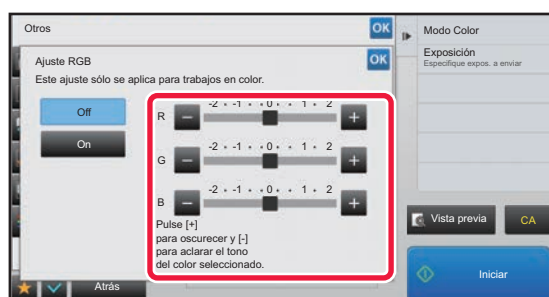 Otros
OK
Ajuste RGB
OK
Este ajuste sólo se aplica para trabajos en color.
Off
On
R
-2 -1 0 1 2
G
-2 -1 0 1 2
B
-2 -1 0 1 2
Pulse [+]
para oscurecer y [-]
para aclarar el tono
del color seleccionado.
Atrás
Modo Color
Exposición
Especifique expos. a enviar
Vista previa
CA
Iniciar